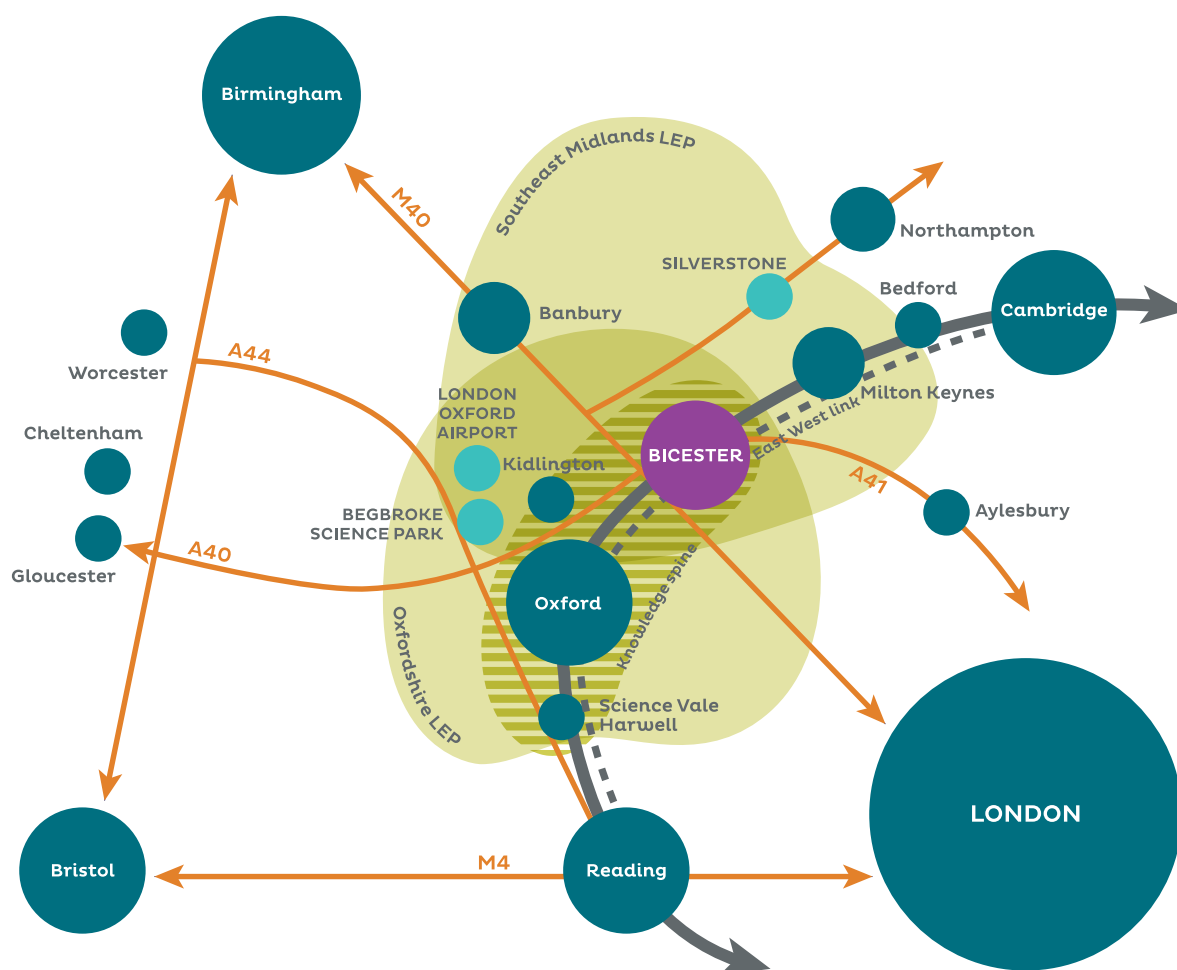 Birmingham
Southeast Midlands LEP
M40
Northampton
SILVERSTONE
Bedford
Cambridge
Banbury
Worcester
A44
Milton Keynes
LONDON
OXFORD
AIRPORT
East West link
Cheltenham
Kidlington
BICESTER
A41
BEGBROKE
SCIENCE PARK
Aylesbury
A40
Gloucester
Oxford
Knowledge spine
Oxfordshire LEP
Science Vale
Harwell
LONDON
M4
Bristol
Reading